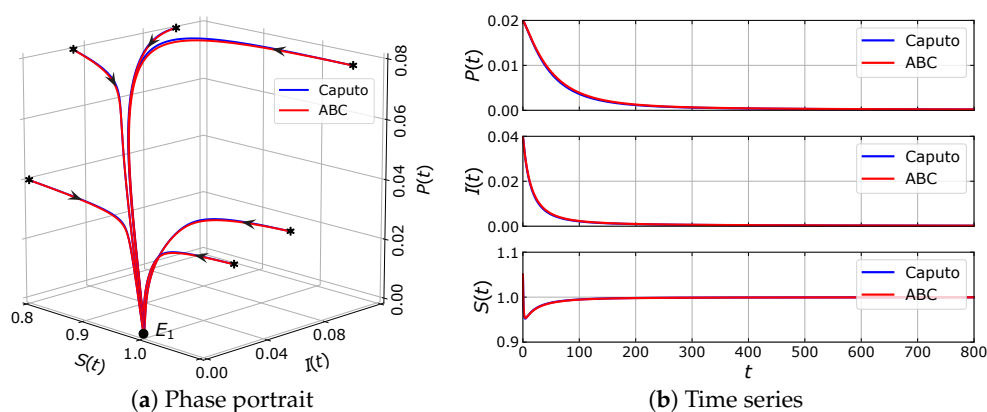 Caputo
ABC
0.08
0.06
0.04
0.02
0.00
P(t)
0.8
0.9
1.0
S(t)
0.00
0.04
0.08
I(t)
E1
(a) Phase portrait
0.02
0.01
0.00
P(t)
Caputo
ABC
0.04
0.02
0.00
I(t)
Caputo
ABC
1.1
1.0
0.9
S(t)
Caputo
ABC
0 100 200 300 400 500 600 700 800
t
(b) Time series